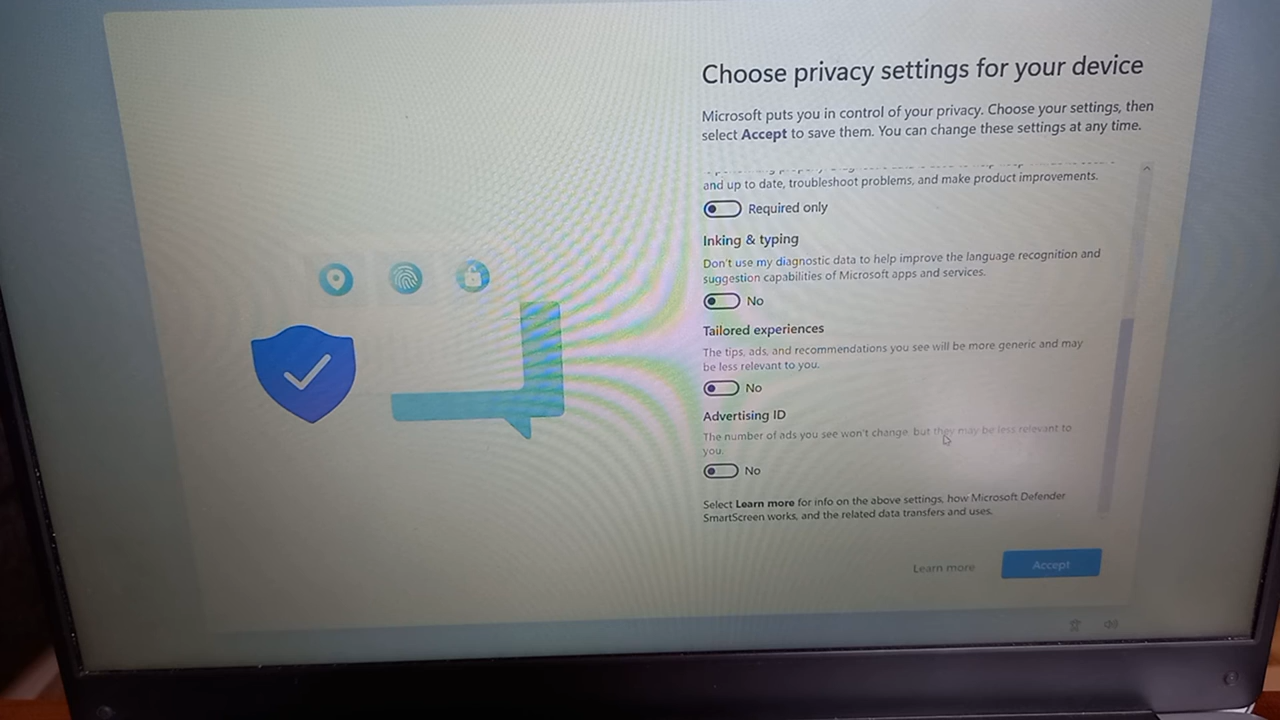 Choose privacy settings for your device
Microsoft puts you in control of your privacy. Choose your settings, then
select Accept to save them. You can change these settings at any time.
and up to date, troubleshoot problems, and make product improvements.
Required only
Inking & typing
Don't use my diagnostic data to help improve the language recognition and
suggestion capabilities of Microsoft apps and services.
No
Tailored experiences
The tips, ads, and recommendations you see will be more generic and may
be less relevant to you.
No
Advertising ID
The number of ads you see won't change, but they may be less relevant to
you.
No
Select Learn more for info on the above settings, how Microsoft Defender
SmartScreen works, and the related data transfers and uses.
Learn more
Accept